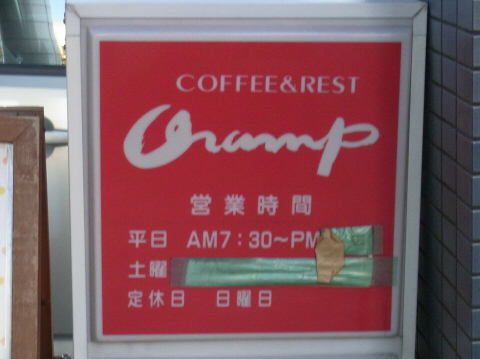 COFFEE&REST
Oramp
営業時間
平日 AM7:30〜PM
土曜
定休日 日曜日